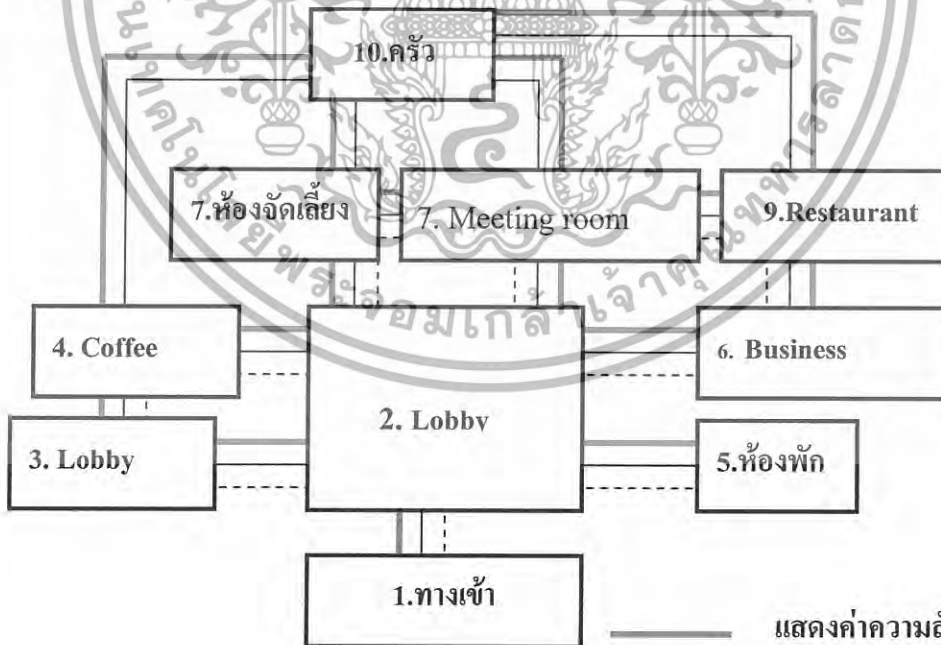 10.ครัว
7.ห้องจัดเลี้ยง
7. Meeting room
9.Restaurant
4. Coffee
6. Business
2. Lobby
3. Lobby
5.ห้องพัก
1.ทางเข้า